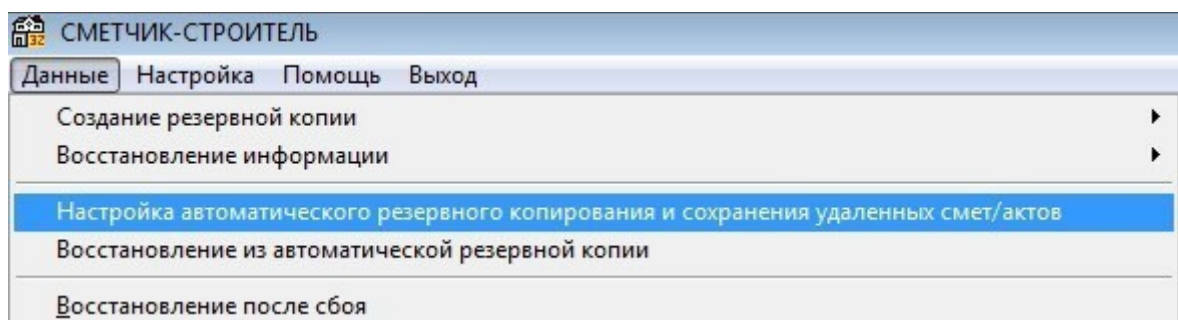 СМЕТЧИК-СТРОИТЕЛЬ
Данные Настройка Помощь Выход
Создание резервной копии
Восстановление информации
Настройка автоматического резервного копирования и сохранения удаленных смет/актов
Восстановление из автоматической резервной копии
Восстановление после сбоя